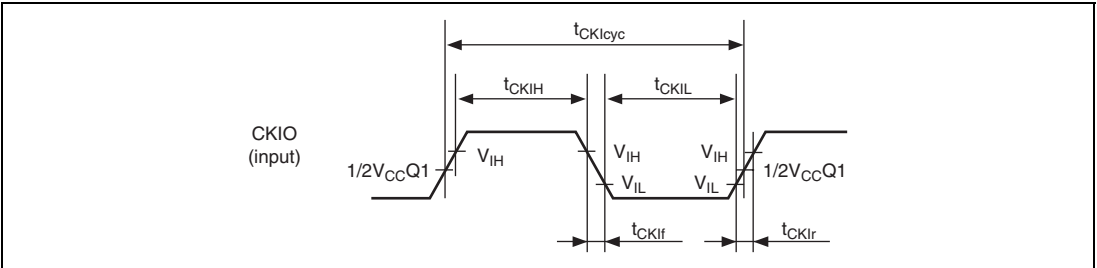 tCKIcyc
tCKIH
tCKIL
CKIO
(input)
1/2VCCQ1
VIH
VIH
VIL
VIH
VIL
1/2VCCQ1
tCKIf
tCKIr